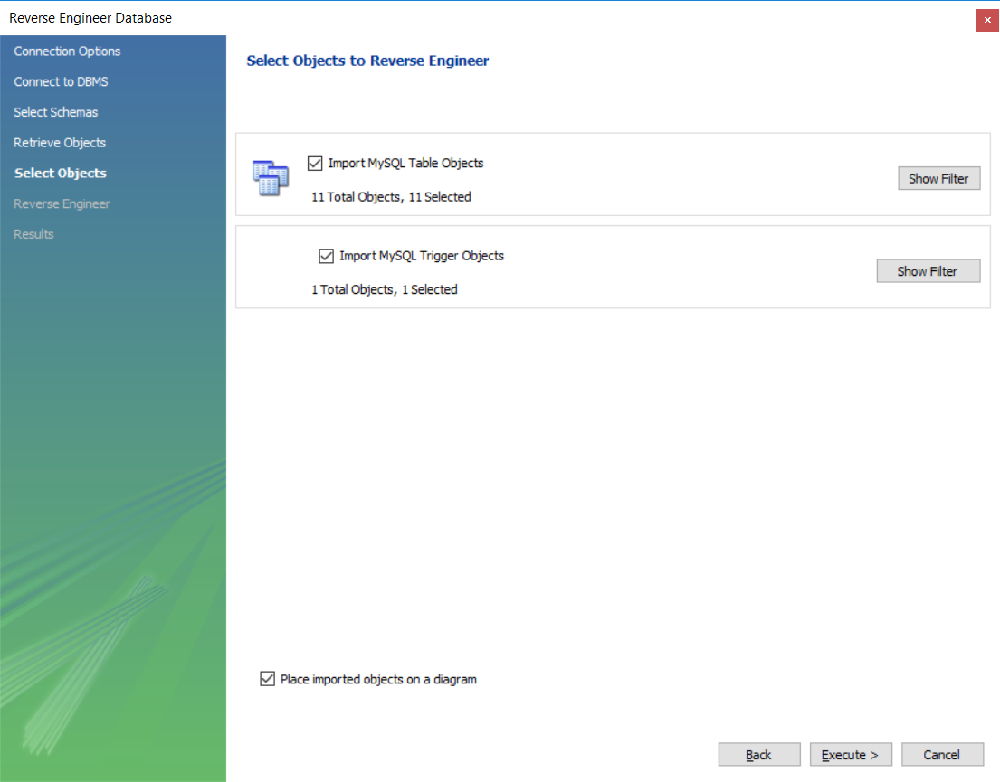 Reverse Engineer Database
Connection Options
Connect to DBMS
Select Schemas
Retrieve Objects
Select Objects
Reverse Engineer
Results
Select Objects to Reverse Engineer
Import MySQL Table Objects
11 Total Objects, 11 Selected
Show Filter
Import MySQL Trigger Objects
1 Total Objects, 1 Selected
Show Filter
Place imported objects on a diagram
Back Execute > Cancel